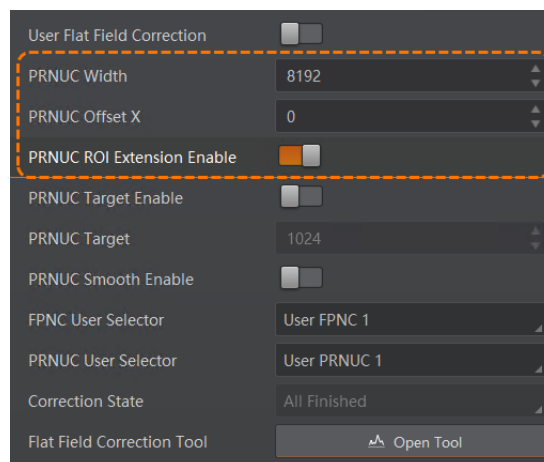 User Flat Field Correction
PRNUC Width 8192
PRNUC Offset X 0
PRNUC ROI Extension Enable
PRNUC Target Enable
PRNUC Target 1024
PRNUC Smooth Enable
FPNC User Selector User FPNC 1
PRNUC User Selector User PRNUC 1
Correction State All Finished
Flat Field Correction Tool Open Tool